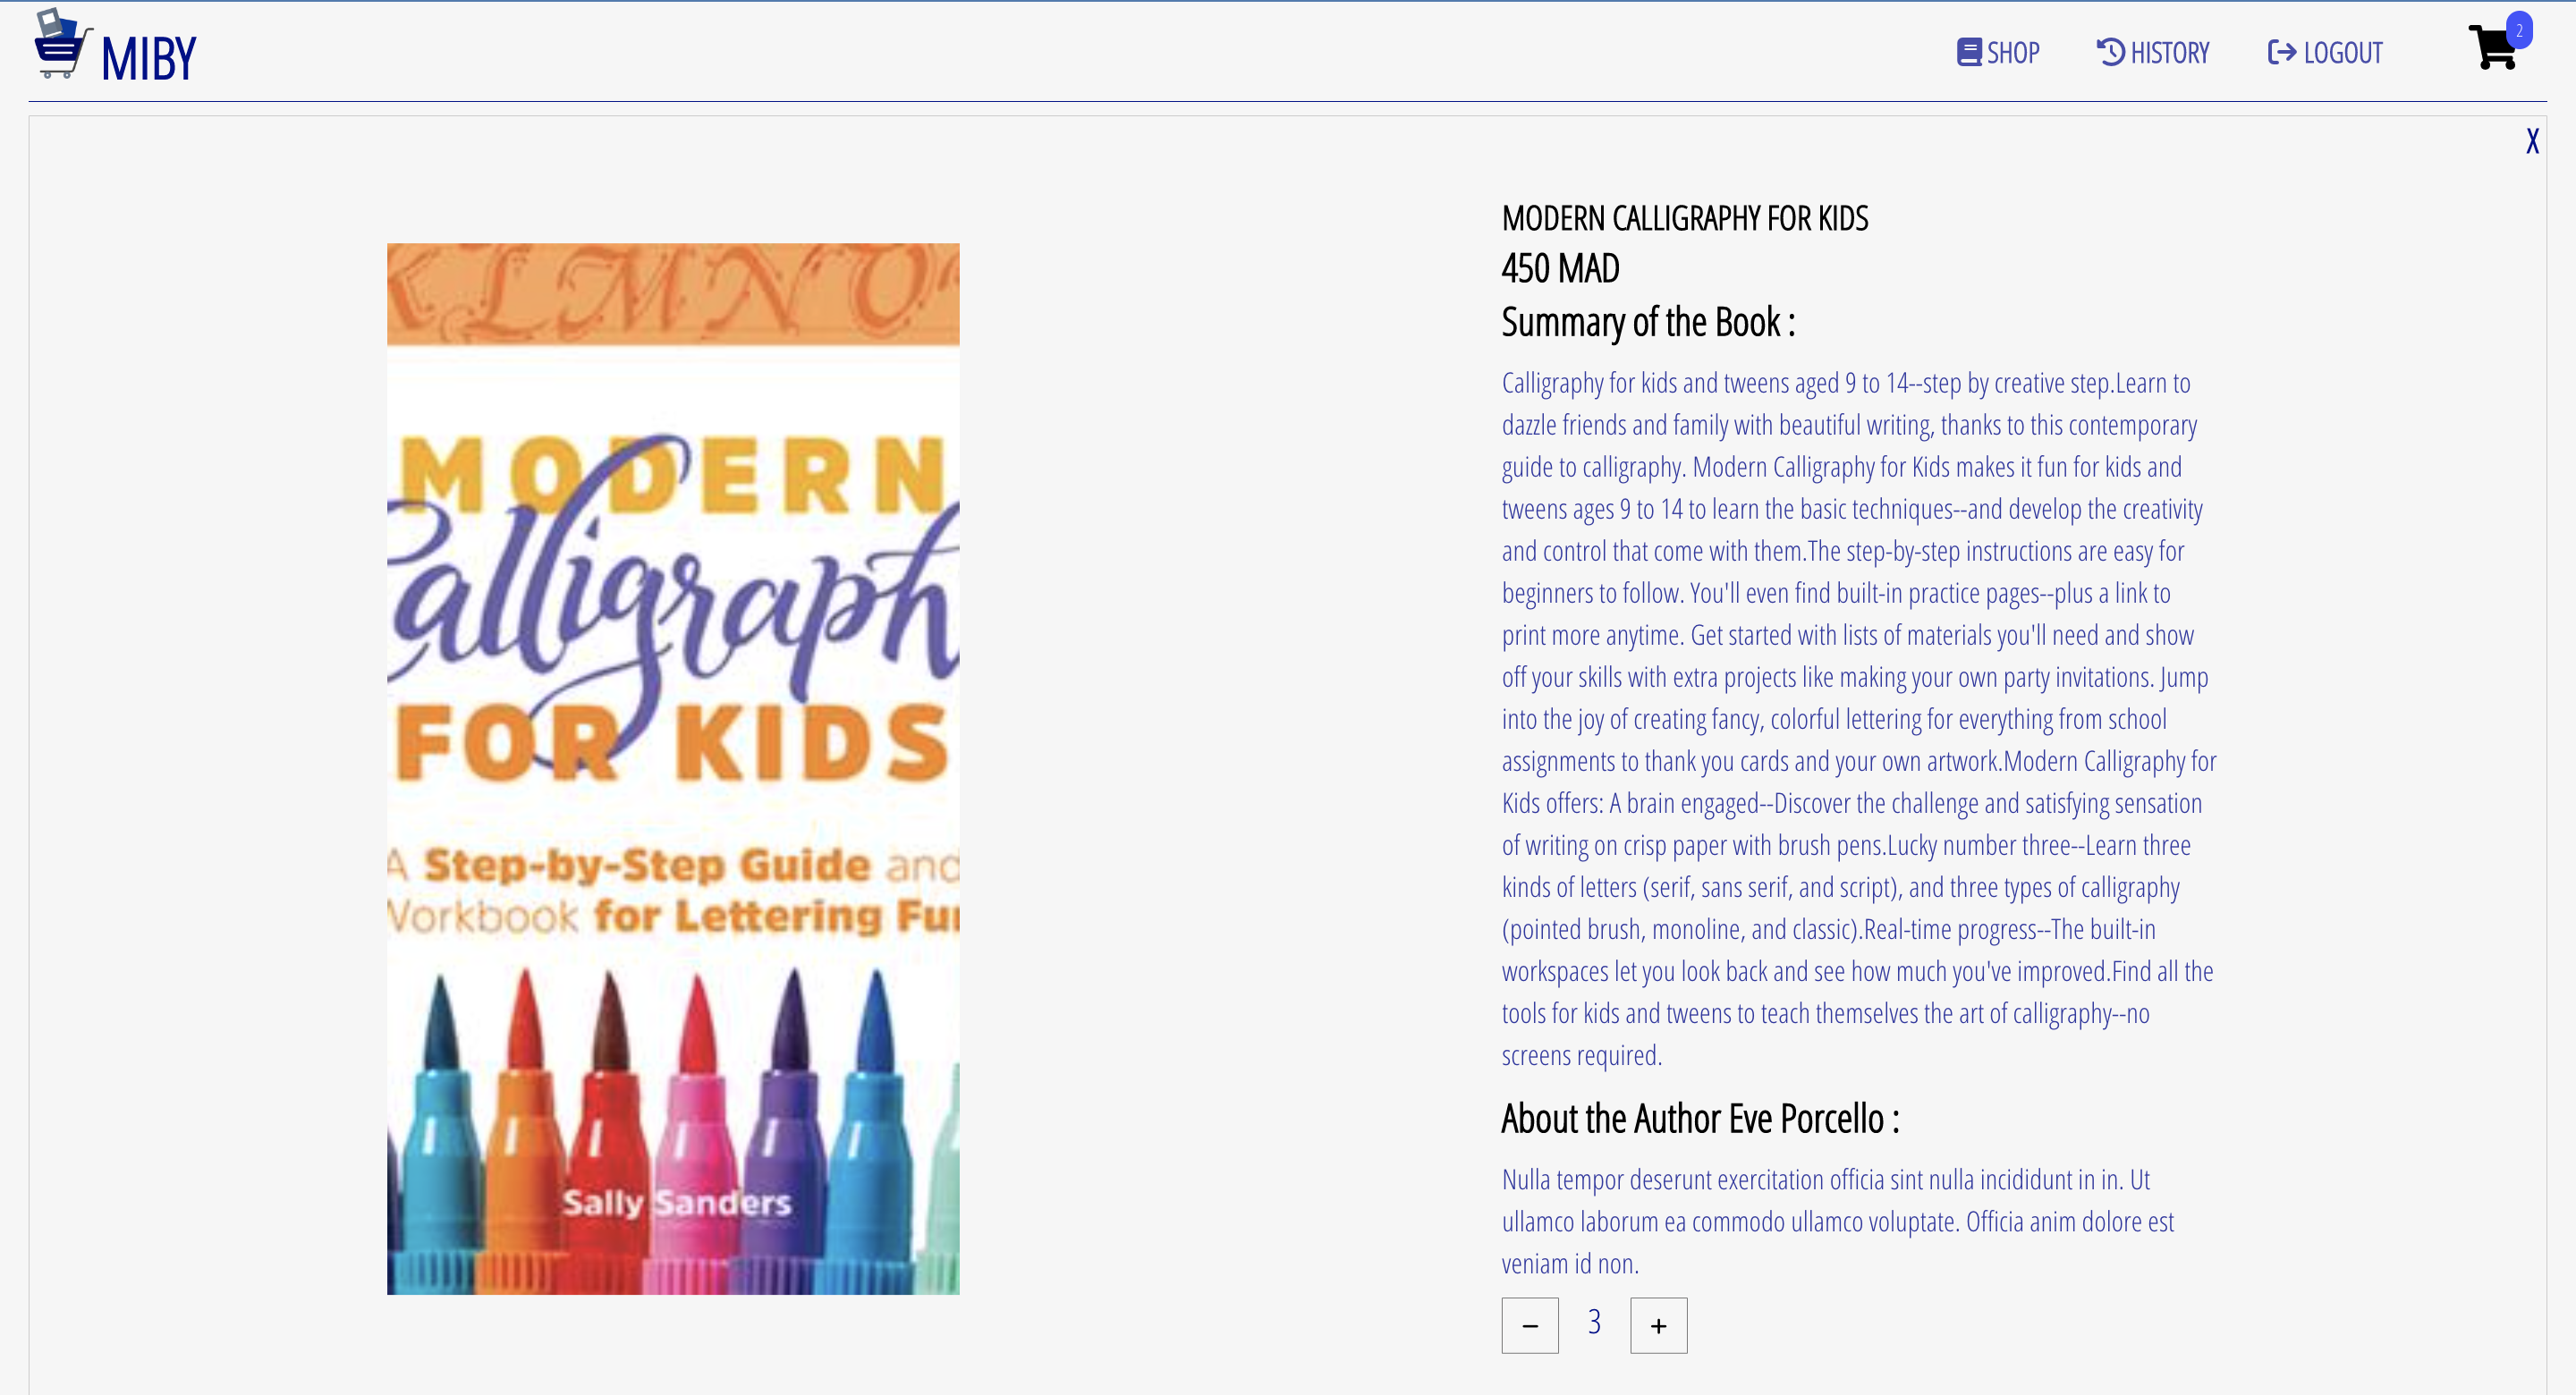 MIBY
SHOP
HISTORY
LOGOUT
2
X
K L M N O
MODERN
Calligraph
FOR KIDS
A Step-by-Step Guide and
Workbook for Lettering Fun
Sally Sanders
MODERN CALLIGRAPHY FOR KIDS
450 MAD
Summary of the Book :
Calligraphy for kids and tweens aged 9 to 14--step by creative step.Learn to
dazzle friends and family with beautiful writing, thanks to this contemporary
guide to calligraphy. Modern Calligraphy for Kids makes it fun for kids and
tweens ages 9 to 14 to learn the basic techniques--and develop the creativity
and control that come with them.The step-by-step instructions are easy for
beginners to follow. You'll even find built-in practice pages--plus a link to
print more anytime. Get started with lists of materials you'll need and show
off your skills with extra projects like making your own party invitations. Jump
into the joy of creating fancy, colorful lettering for everything from school
assignments to thank you cards and your own artwork.Modern Calligraphy for
Kids offers: A brain engaged--Discover the challenge and satisfying sensation
of writing on crisp paper with brush pens.Lucky number three--Learn three
kinds of letters (serif, sans serif, and script), and three types of calligraphy
(pointed brush, monoline, and classic).Real-time progress--The built-in
workspaces let you look back and see how much you've improved.Find all the
tools for kids and tweens to teach themselves the art of calligraphy--no
screens required.
About the Author Eve Porcello :
Nulla tempor deserunt exercitation officia sint nulla incididunt in in. Ut
ullamco laborum ea commodo ullamco voluptate. Officia anim dolore est
veniam id non.
− 3 +